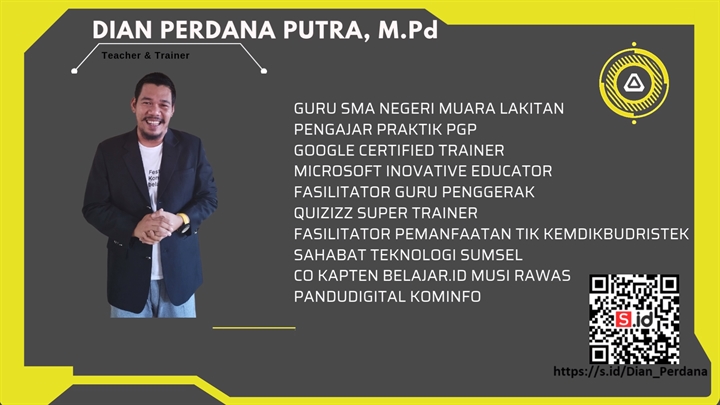 DIAN PERDANA PUTRA, M.Pd
Teacher & Trainer
GURU SMA NEGERI MUARA LAKITAN
PENGAJAR PRAKTIK PGP
GOOGLE CERTIFIED TRAINER
MICROSOFT INOVATIVE EDUCATOR
FASILITATOR GURU PENGGERAK
QUIZIZZ SUPER TRAINER
FASILITATOR PEMANFAATAN TIK KEMDIKBUDRISTEK
SAHABAT TEKNOLOGI SUMSEL
CO KAPTEN BELAJAR.ID MUSI RAWAS
PANDUDIGITAL KOMINFO
S.id
https://s.id/Dian_Perdana